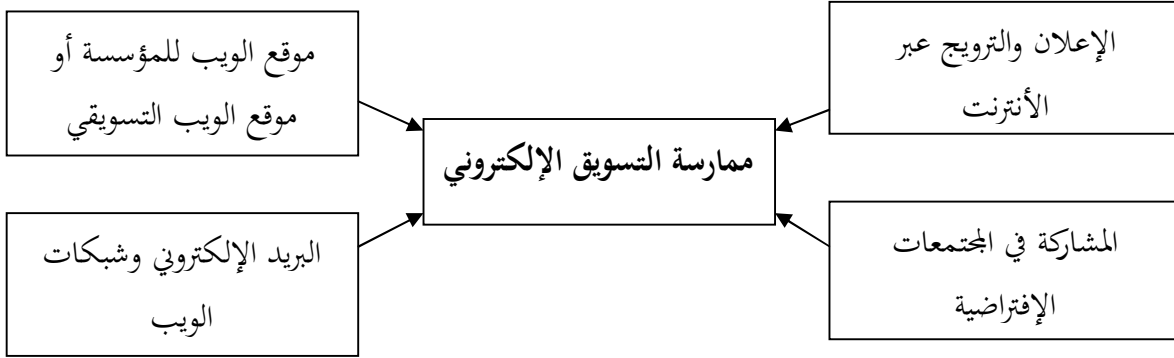 الإعلان والترويج عبر
الأنترنت
موقع الويب للمؤسسة أو
موقع الويب التسويقي
ممارسة التسويق الإلكتروني
المشاركة في المجتمعات
الإفتراضية
البريد الإلكتروني وشبكات
الويب